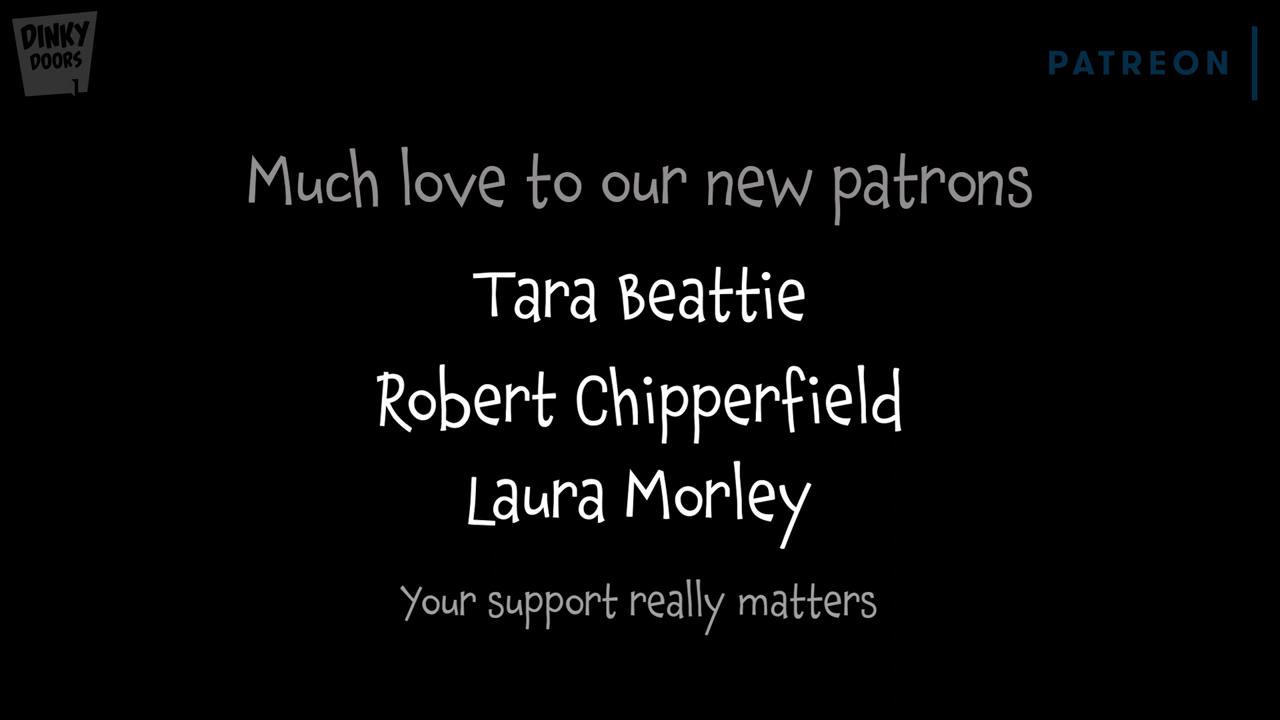 DINKY
DOORS
PATREON
Much love to our new patrons
Tara Beattie
Robert Chipperfield
Laura Morley
Your support really matters